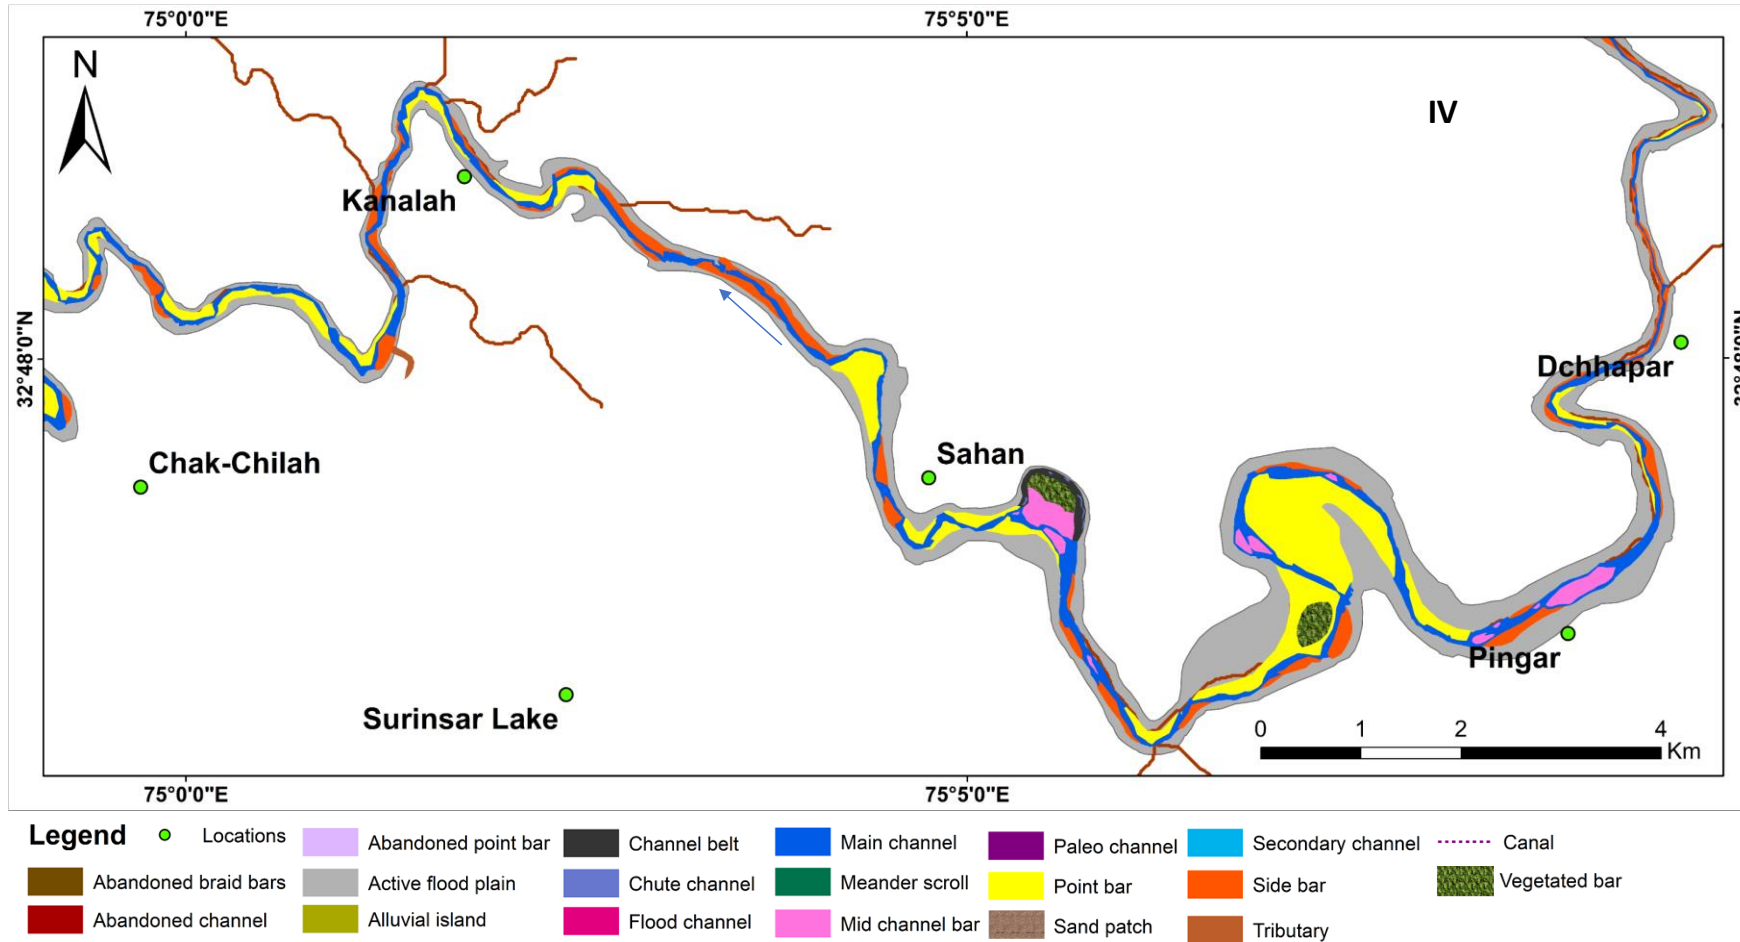 75°0'0"E 75°5'0"E
N
IV
Kanalah
32°48'0"N
Dchhapar
Sahan
Chak-Chilah
Pingar
Surinsar Lake
0 1 2 4
Km
75°0'0"E 75°5'0"E
Legend
Locations
Abandoned braid bars
Abandoned channel
Abandoned point bar
Active flood plain
Alluvial island
Channel belt
Chute channel
Flood channel
Main channel
Meander scroll
Mid channel bar
Paleo channel
Point bar
Sand patch
Secondary channel
Side bar
Tributary
Canal
Vegetated bar